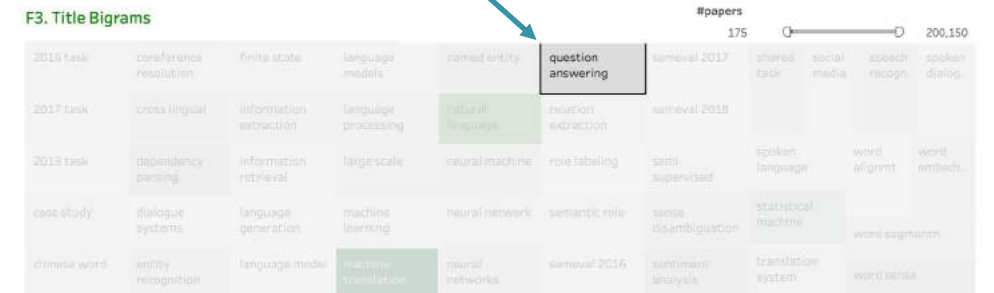 F3. Title Bigrams
#papers
175 200,150
2016 task coreference resolution finite state language models named entity question answering semeval 2017 shared task social media speech recogn. spoken dialog..
2017 task cross lingual information extraction language processing natural language relation extraction semeval 2018
2018 task dependency parsing information retrieval large scale neural machine role labeling semi supervised spoken language word alignmt. word embeds.
case study dialogue systems language generation machine learning neural network semantic role sense disambiguation statistical machine word segmantn.
chinese word entity recognition language model machine translation neural networks semeval 2016 sentiment analysis translation system word sense